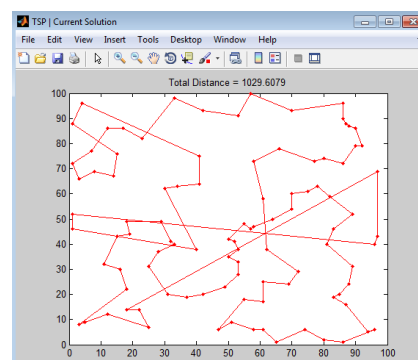 TSP | Current Solution
File Edit View Insert Tools Desktop Window Help
Total Distance = 1029.6079
100
90
80
70
60
50
40
30
20
10
0
0 10 20 30 40 50 60 70 80 90 100